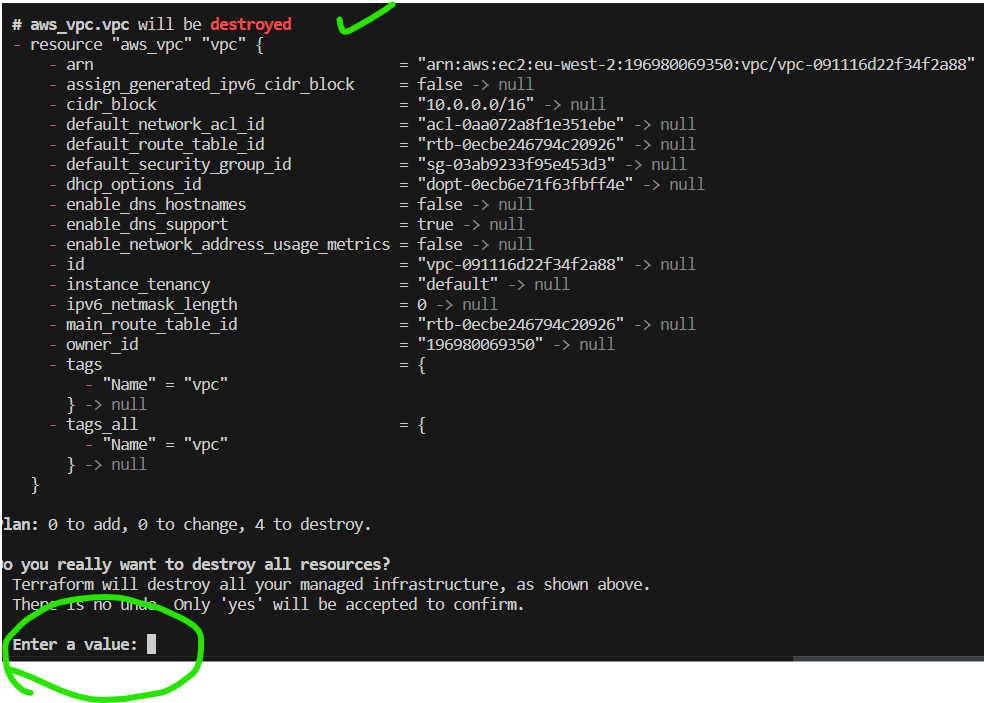 # aws_vpc.vpc will be destroyed
- resource "aws_vpc" "vpc" {
- arn = "arn:aws:ec2:eu-west-2:196980069350:vpc/vpc-091116d22f34f2a88"
- assign_generated_ipv6_cidr_block = false -> null
- cidr_block = "10.0.0.0/16" -> null
- default_network_acl_id = "acl-0aa072a8f1e351ebe" -> null
- default_route_table_id = "rtb-0ecbe246794c20926" -> null
- default_security_group_id = "sg-03ab9233f95e453d3" -> null
- dhcp_options_id = "dopt-0ecb6e71f63fbff4e" -> null
- enable_dns_hostnames = false -> null
- enable_dns_support = true -> null
- enable_network_address_usage_metrics = false -> null
- id = "vpc-091116d22f34f2a88" -> null
- instance_tenancy = "default" -> null
- ipv6_netmask_length = 0 -> null
- main_route_table_id = "rtb-0ecbe246794c20926" -> null
- owner_id = "196980069350" -> null
- tags = {
- "Name" = "vpc"
} -> null
- tags_all = {
- "Name" = "vpc"
} -> null
}
Plan: 0 to add, 0 to change, 4 to destroy.
Do you really want to destroy all resources?
Terraform will destroy all your managed infrastructure, as shown above.
There is no undo. Only 'yes' will be accepted to confirm.
Enter a value: